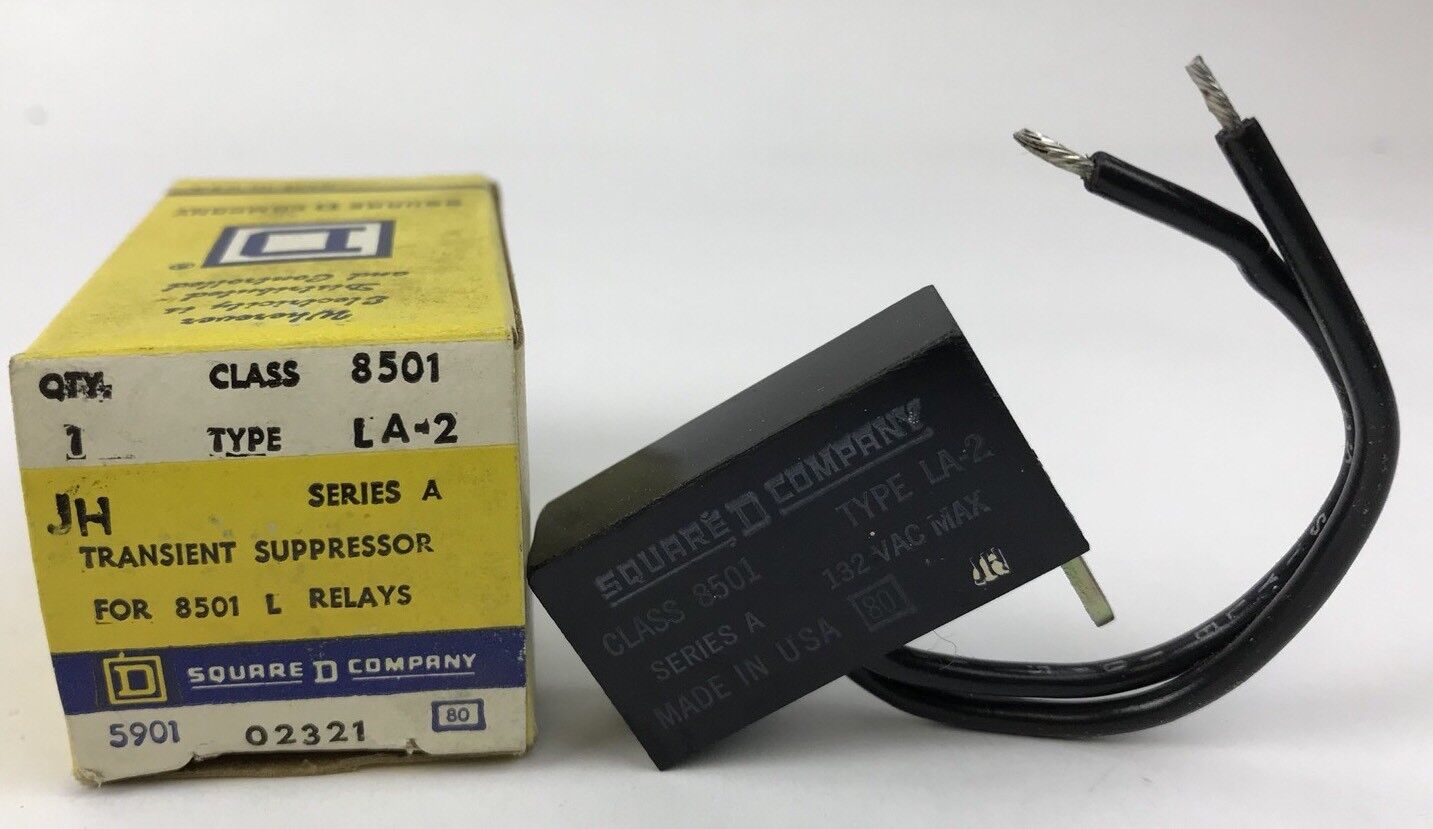 SQUARE D COMPANY
D
®
Wherever
Electricity is
Distributed
and Controlled
QTY. CLASS 8501
1 TYPE LA-2
JH SERIES A
TRANSIENT SUPPRESSOR
FOR 8501 L RELAYS
D SQUARE D COMPANY
5901 02321 80
SQUARE D COMPANY
CLASS 8501 TYPE LA-2
SERIES A 132 VAC MAX
MADE IN USA 80 JH